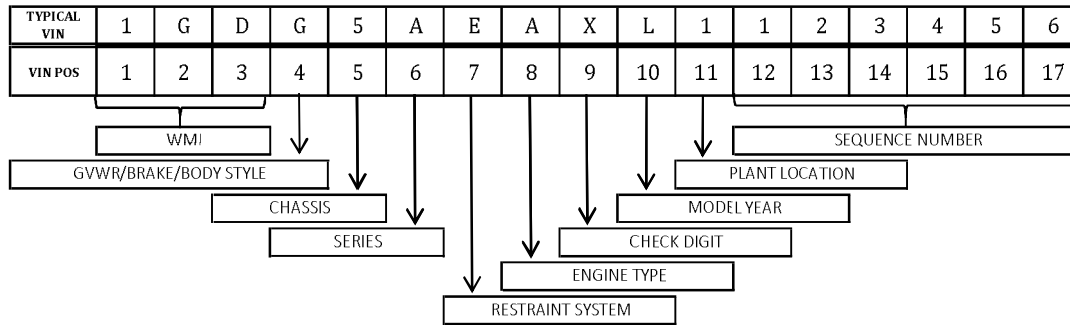 TYPICAL VIN 1 G D G 5 A E A X L 1 1 2 3 4 5 6
VIN POS 1 2 3 4 5 6 7 8 9 10 11 12 13 14 15 16 17
WMI SEQUENCE NUMBER
GVWR/BRAKE/BODY STYLE PLANT LOCATION
CHASSIS MODEL YEAR
SERIES CHECK DIGIT
ENGINE TYPE
RESTRAINT SYSTEM